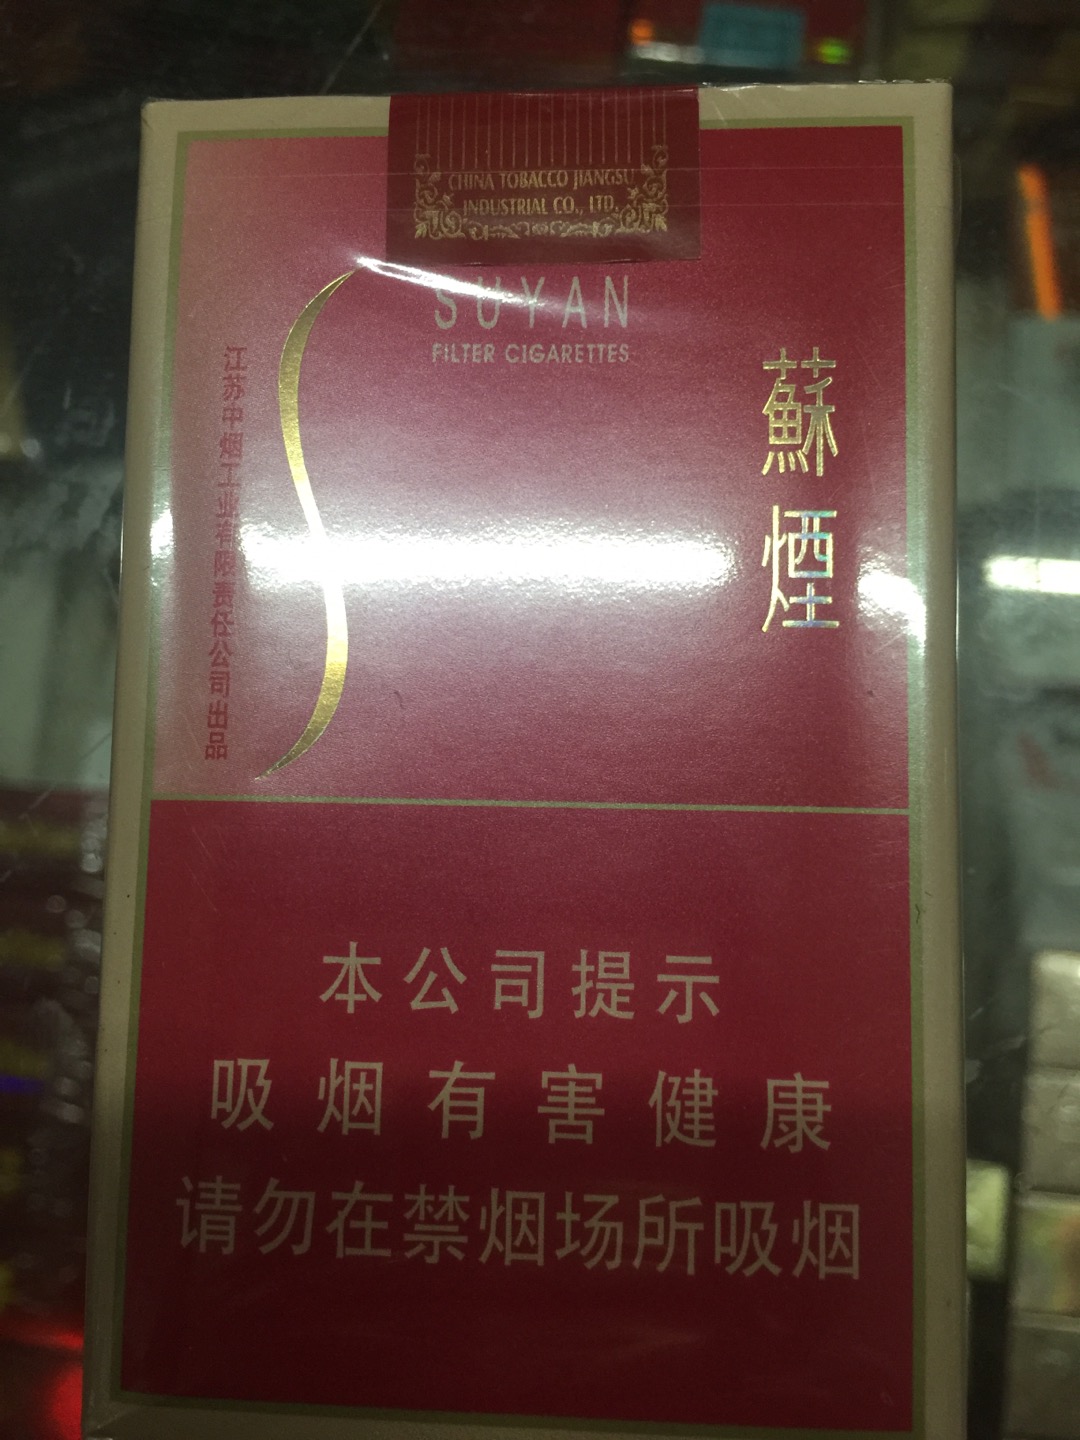 CHINA TOBACCO JIANGSU
INDUSTRIAL CO., LTD.
SUYAN
FILTER CIGARETTES
蘇煙
江苏中烟工业有限责任公司出品
本公司提示
吸烟有害健康
请勿在禁烟场所吸烟